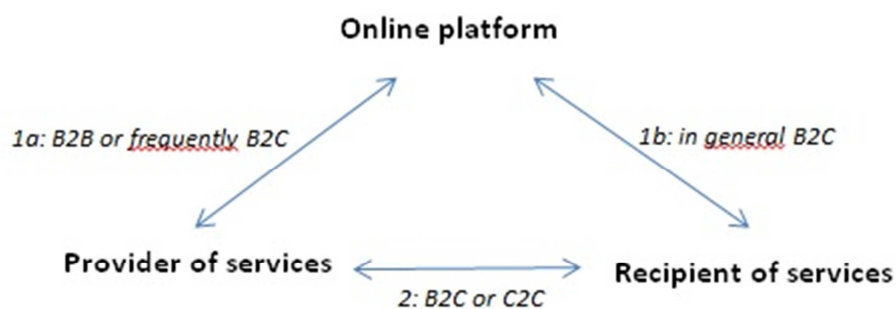 Online platform
1a: B2B or frequently B2C
1b: in general B2C
Provider of services
Recipient of services
2: B2C or C2C